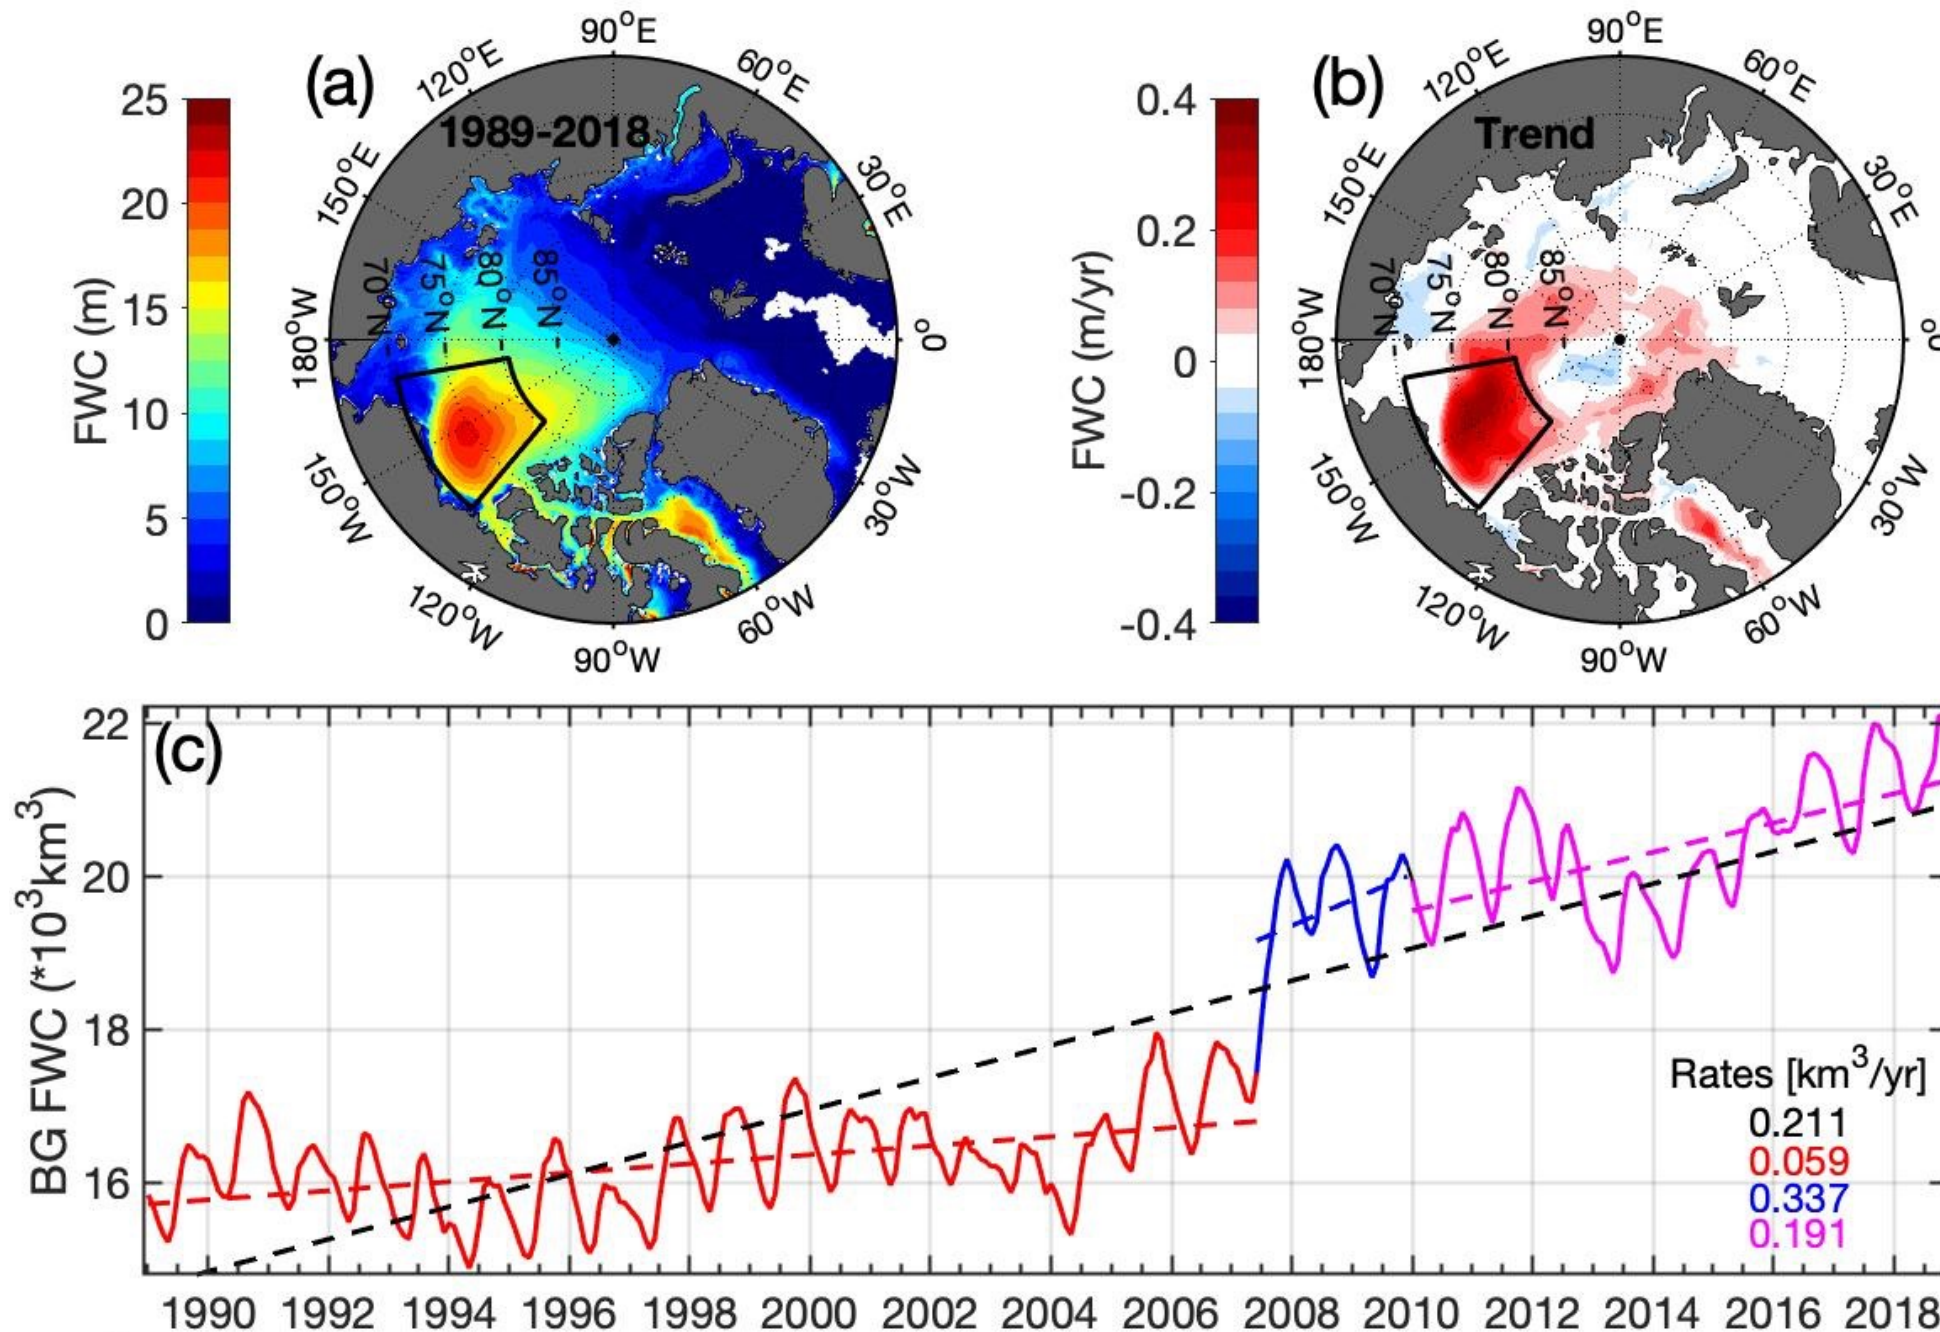 (a)
1989-2018
90°E
60°E
30°E
0°
30°W
60°W
90°W
120°W
150°W
180°W
150°E
120°E
70°N
75°N
80°N
85°N
25
20
15
10
5
0
FWC (m)
(b)
Trend
90°E
60°E
30°E
0°
30°W
60°W
90°W
120°W
150°W
180°W
150°E
120°E
70°N
75°N
80°N
85°N
0.4
0.2
0
-0.2
-0.4
FWC (m/yr)
(c)
22
20
18
16
BG FWC (*10³km³)
Rates [km³/yr]
0.211
0.059
0.337
0.191
1990 1992 1994 1996 1998 2000 2002 2004 2006 2008 2010 2012 2014 2016 2018